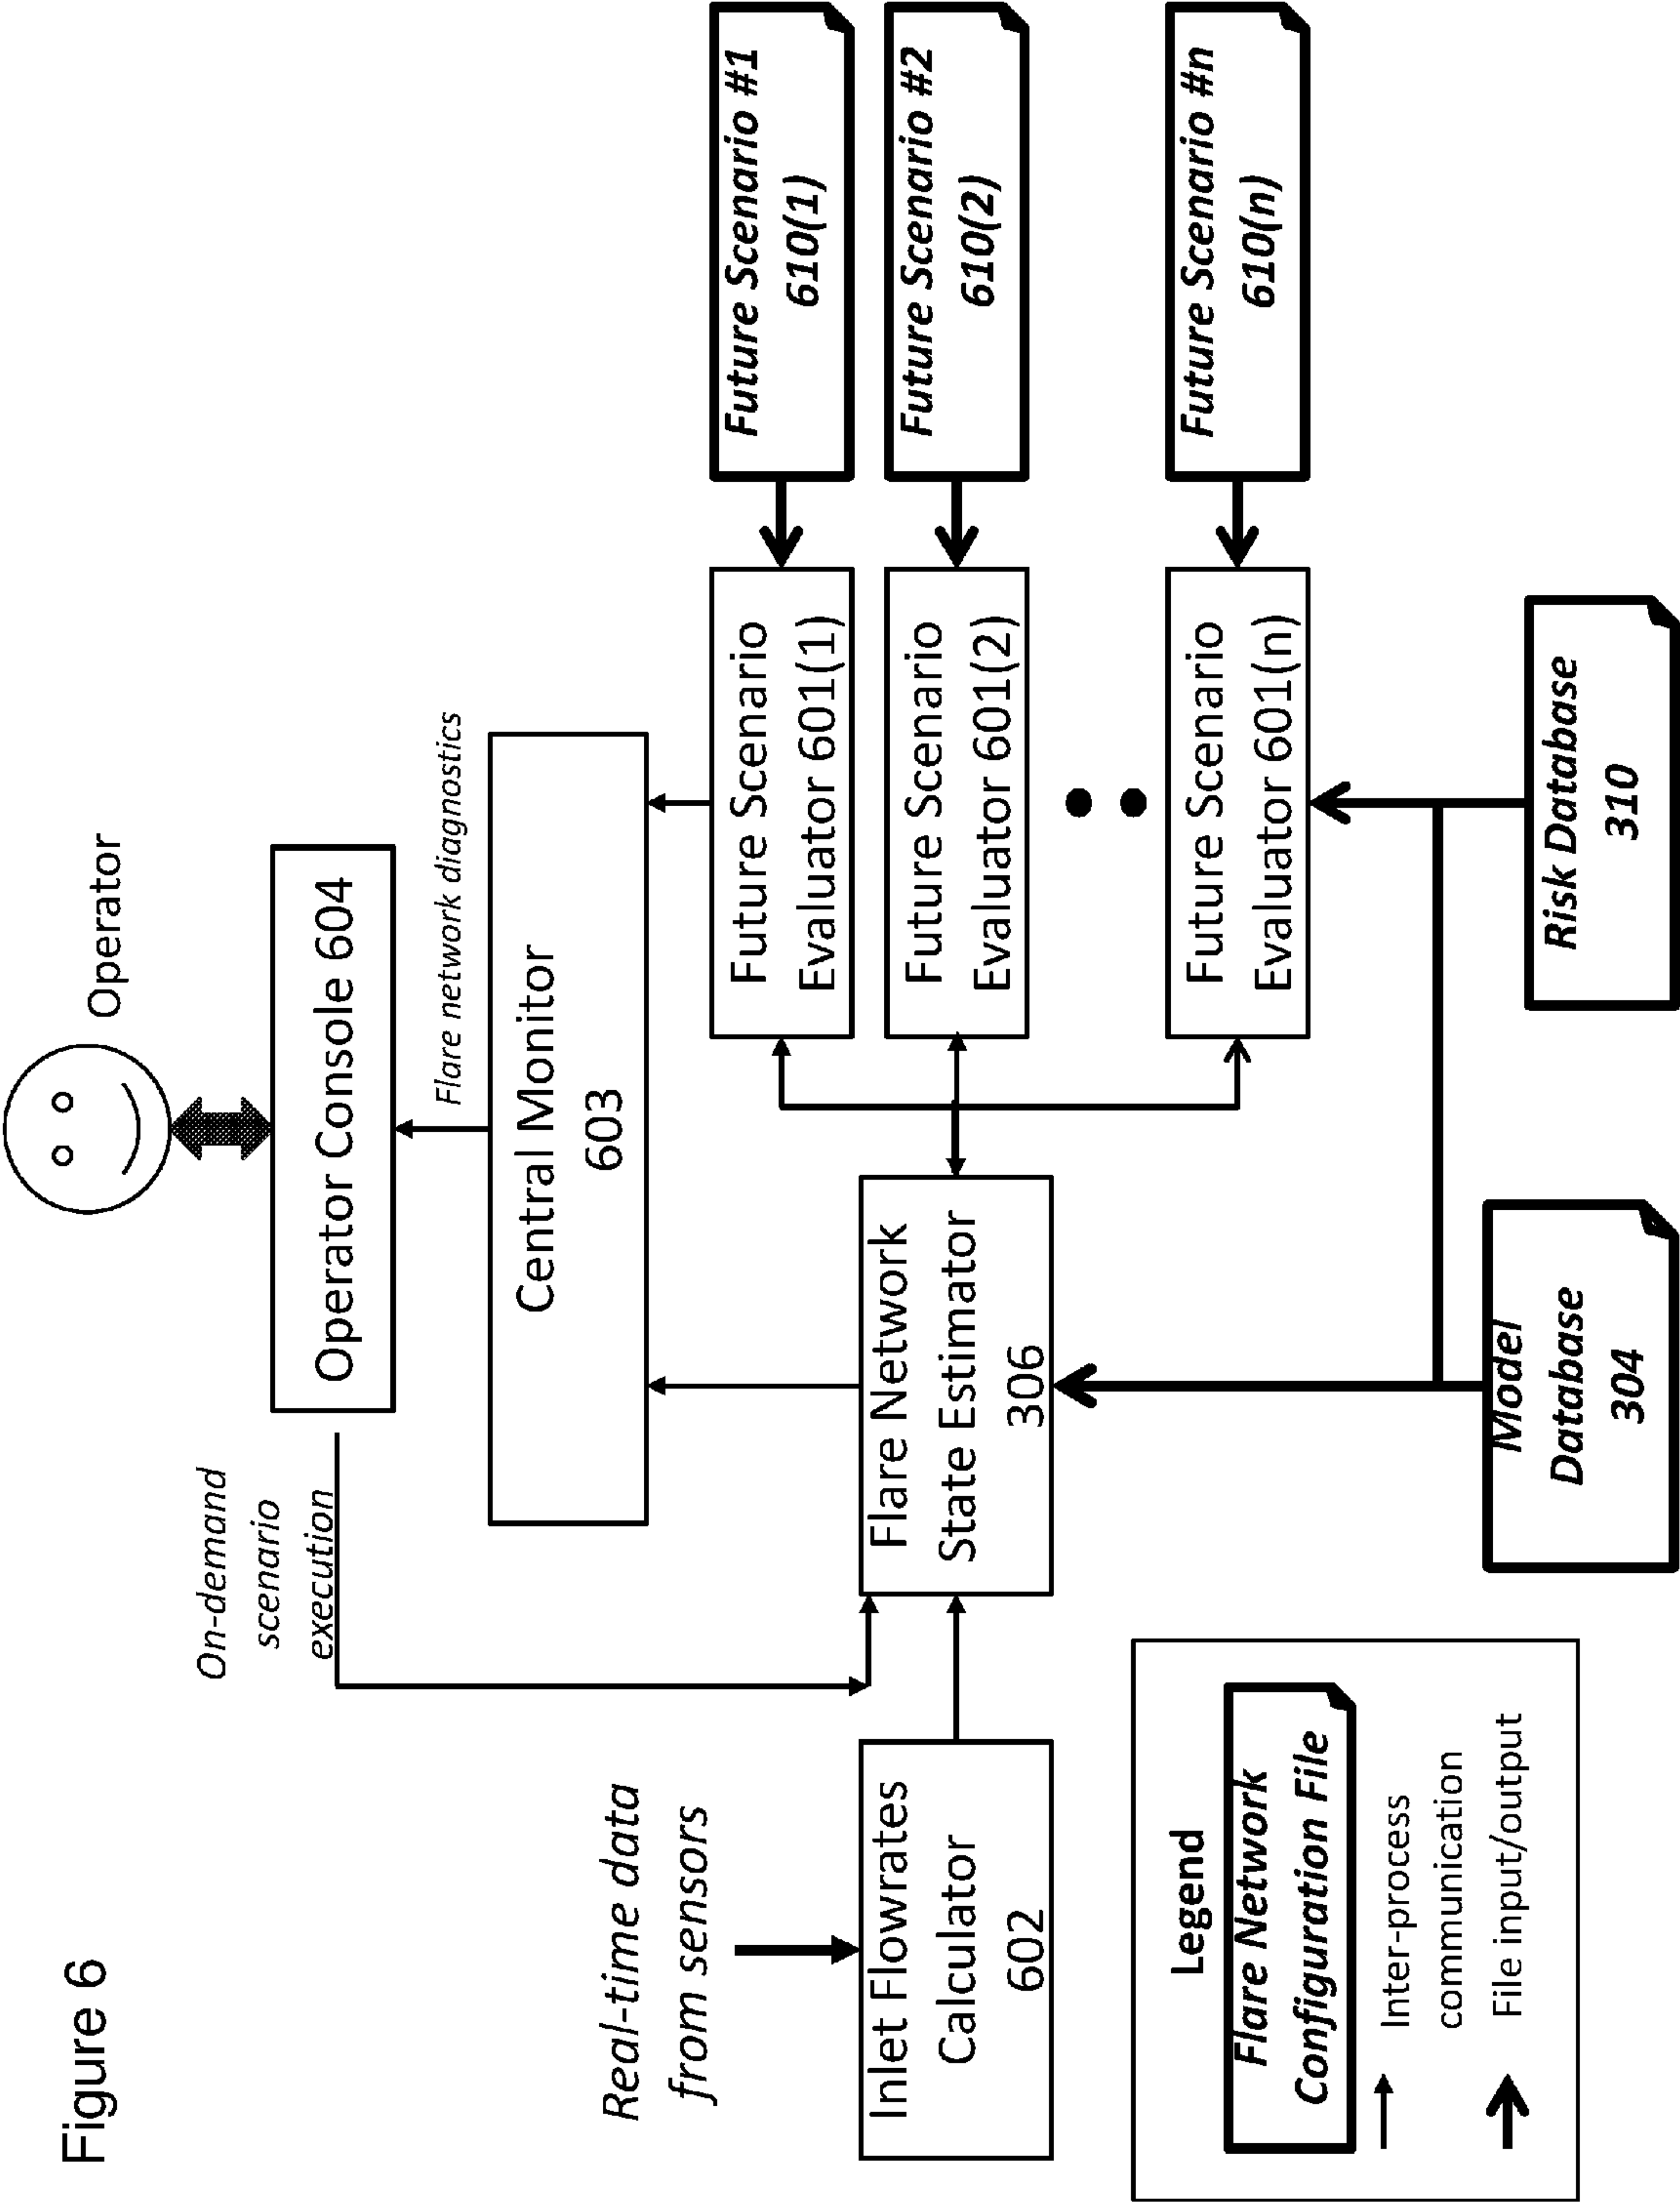 Figure 6
Operator
Operator Console 604
On-demand
scenario
execution
Flare network diagnostics
Central Monitor
603
Real-time data
from sensors
Inlet Flowrates
Calculator
602
Flare Network
State Estimator
306
Future Scenario
Evaluator 601(1)
Future Scenario #1
610(1)
Future Scenario
Evaluator 601(2)
Future Scenario #2
610(2)
Future Scenario
Evaluator 601(n)
Future Scenario #n
610(n)
Legend
Flare Network
Configuration File
Inter-process
communication
File input/output
Model
Database
304
Risk Database
310